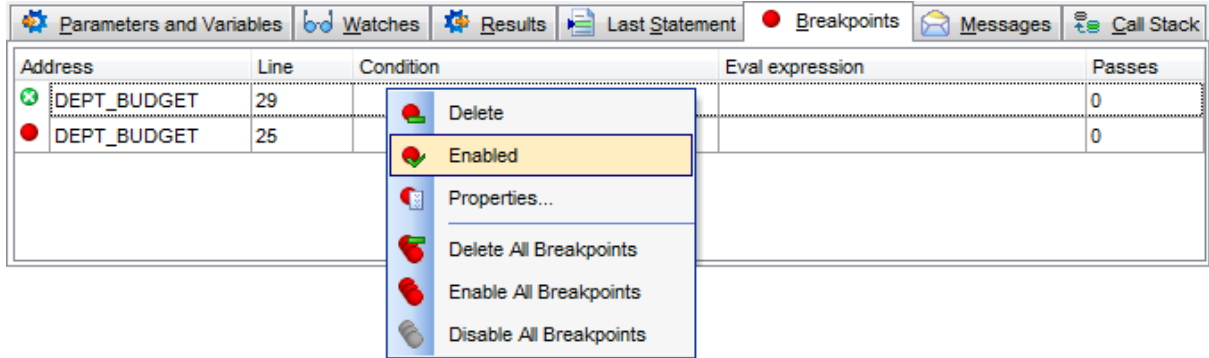 Parameters and Variables Watches Results Last Statement Breakpoints Messages Call Stack
Address Line Condition Eval expression Passes
DEPT_BUDGET 29 0
DEPT_BUDGET 25 0
Delete
Enabled
Properties...
Delete All Breakpoints
Enable All Breakpoints
Disable All Breakpoints